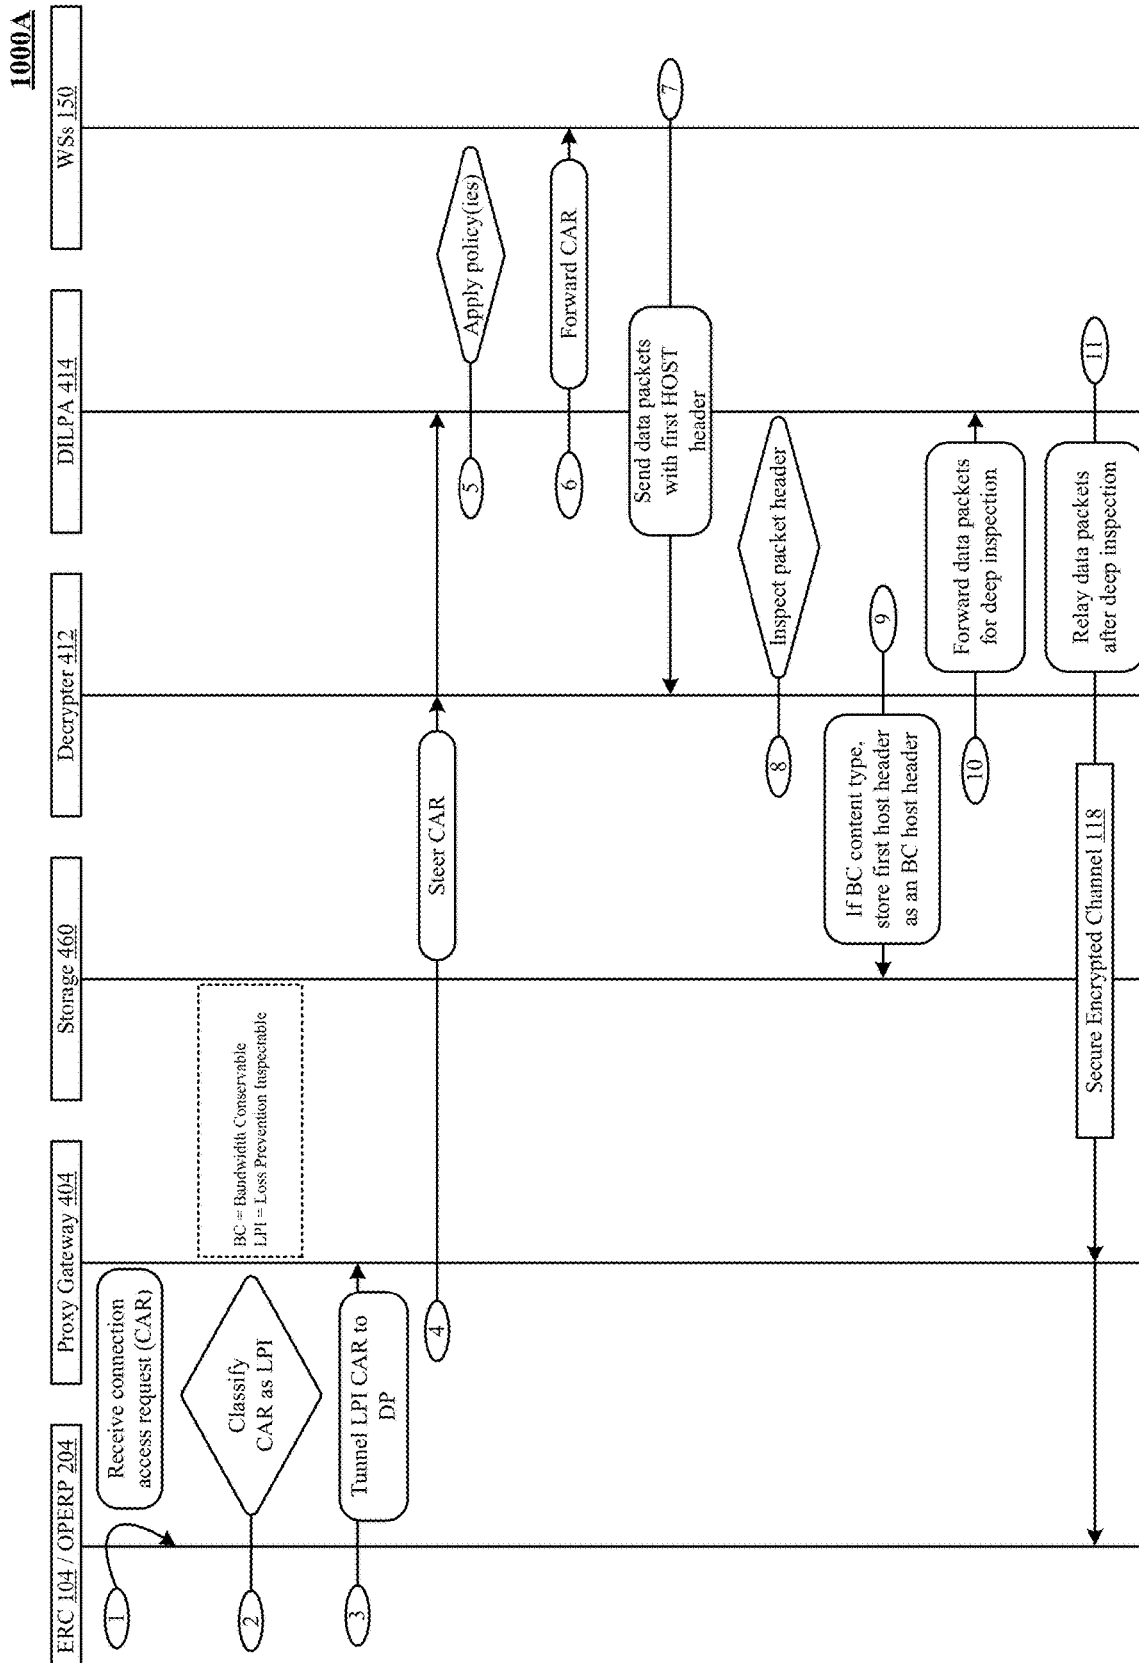 1000A
ERC 104 / OPERP 204
Proxy Gateway 404
Storage 460
Decrypter 412
DILPA 414
WSs 150
1
Receive connection
access request (CAR)
2
Classify
CAR as LPI
BC = Bandwidth Conservable
LPI = Loss Prevention Inspectable
3
Tunnel LPI CAR to
DP
4
Steer CAR
5
Apply policy(ies)
6
Forward CAR
7
Send data packets
with first HOST
header
8
Inspect packet header
9
If BC content type,
store first host header
as an BC host header
10
Forward data packets
for deep inspection
11
Relay data packets
after deep inspection
Secure Encrypted Channel 118